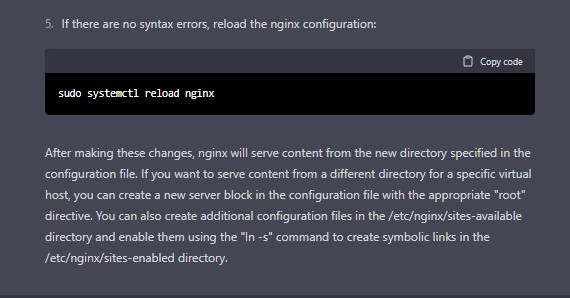 5. If there are no syntax errors, reload the nginx configuration:
Copy code
sudo systemctl reload nginx
After making these changes, nginx will serve content from the new directory specified in the
configuration file. If you want to serve content from a different directory for a specific virtual
host, you can create a new server block in the configuration file with the appropriate "root"
directive. You can also create additional configuration files in the /etc/nginx/sites-available
directory and enable them using the "ln -s" command to create symbolic links in the
/etc/nginx/sites-enabled directory.